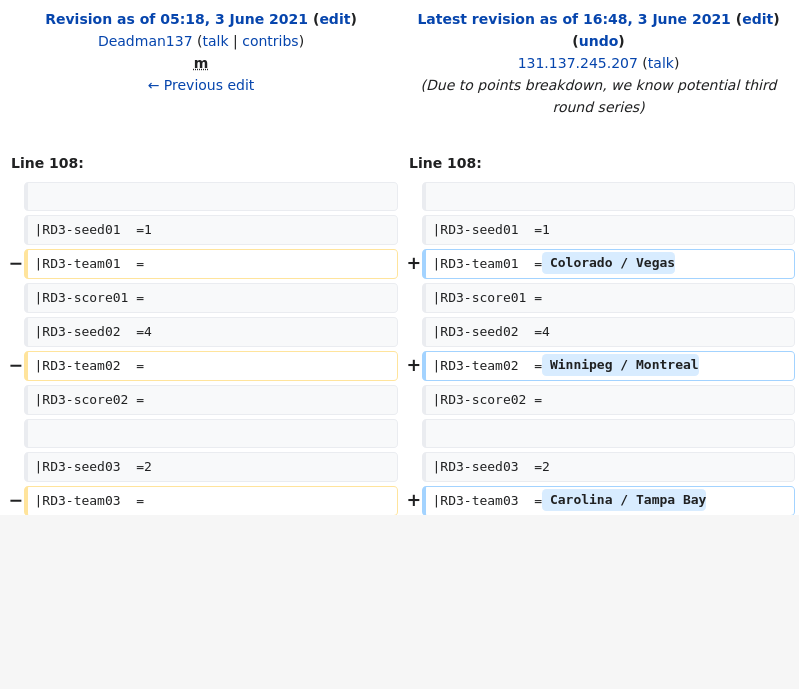 Revision as of 05:18, 3 June 2021 (edit)
Deadman137 (talk | contribs)
m
← Previous edit
Latest revision as of 16:48, 3 June 2021 (edit)
(undo)
131.137.245.207 (talk)
(Due to points breakdown, we know potential third
round series)
Line 108:
Line 108:
|RD3-seed01  =1
|RD3-seed01  =1
− |RD3-team01  =
+ |RD3-team01  = Colorado / Vegas
|RD3-score01 =
|RD3-score01 =
|RD3-seed02  =4
|RD3-seed02  =4
− |RD3-team02  =
+ |RD3-team02  = Winnipeg / Montreal
|RD3-score02 =
|RD3-score02 =
|RD3-seed03  =2
|RD3-seed03  =2
− |RD3-team03  =
+ |RD3-team03  = Carolina / Tampa Bay